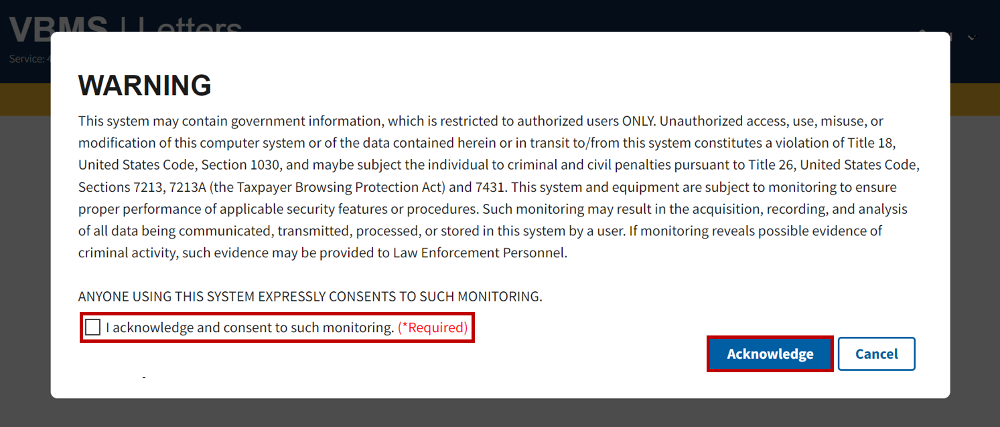 VBMS | Letters
Service:
WARNING
This system may contain government information, which is restricted to authorized users ONLY. Unauthorized access, use, misuse, or
modification of this computer system or of the data contained herein or in transit to/from this system constitutes a violation of Title 18,
United States Code, Section 1030, and maybe subject the individual to criminal and civil penalties pursuant to Title 26, United States Code,
Sections 7213, 7213A (the Taxpayer Browsing Protection Act) and 7431. This system and equipment are subject to monitoring to ensure
proper performance of applicable security features or procedures. Such monitoring may result in the acquisition, recording, and analysis
of all data being communicated, transmitted, processed, or stored in this system by a user. If monitoring reveals possible evidence of
criminal activity, such evidence may be provided to Law Enforcement Personnel.
ANYONE USING THIS SYSTEM EXPRESSLY CONSENTS TO SUCH MONITORING.
I acknowledge and consent to such monitoring. (*Required)
Acknowledge
Cancel